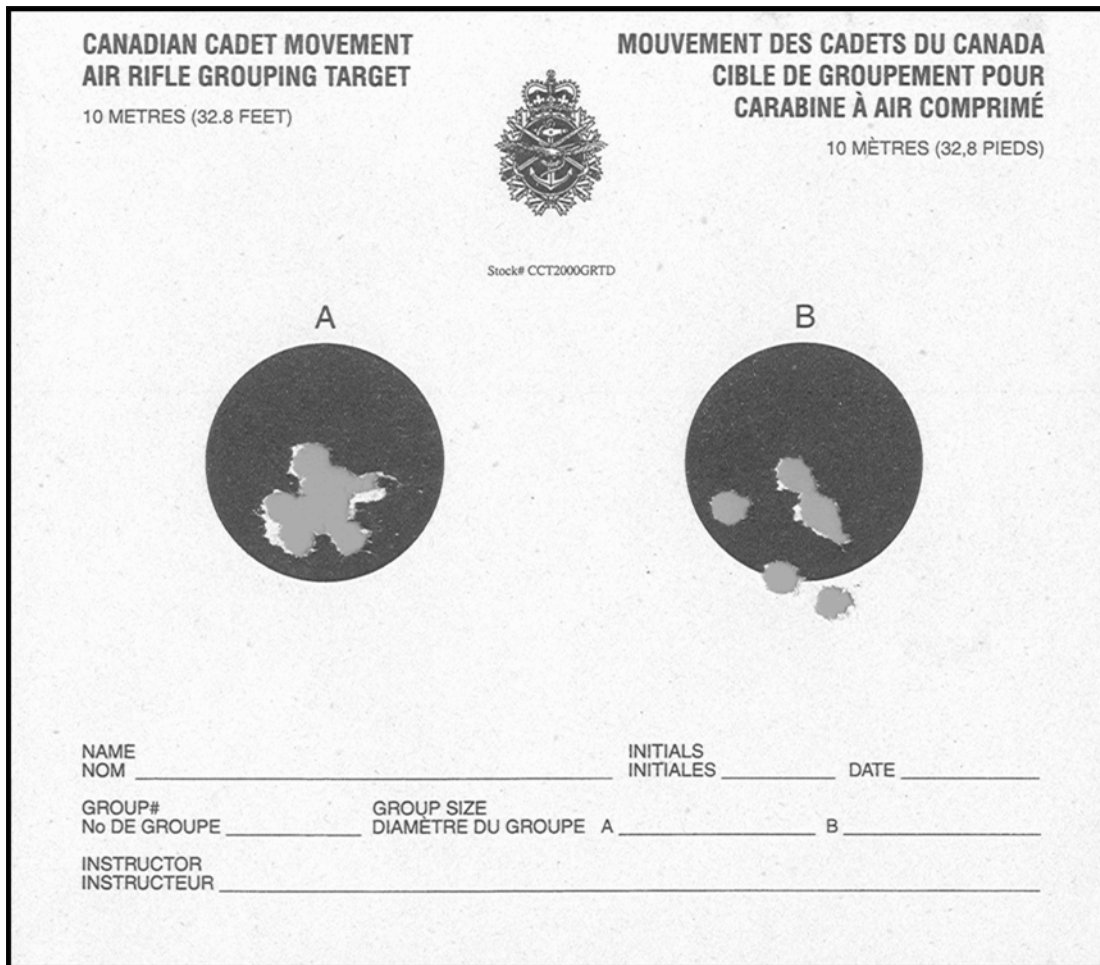 CANADIAN CADET MOVEMENT
AIR RIFLE GROUPING TARGET
10 METRES (32.8 FEET)
MOUVEMENT DES CADETS DU CANADA
CIBLE DE GROUPEMENT POUR
CARABINE À AIR COMPRIMÉ
10 MÈTRES (32,8 PIEDS)
Stock# CCT2000GRTD
A
B
NAME
NOM
INITIALS
INITIALES
DATE
GROUP#
No DE GROUPE
GROUP SIZE
DIAMÈTRE DU GROUPE A
B
INSTRUCTOR
INSTRUCTEUR